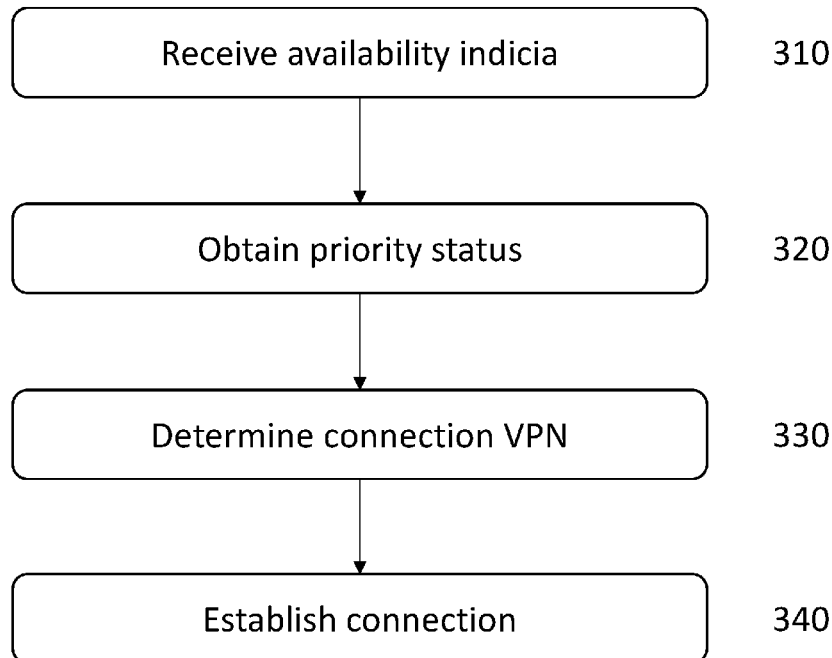 Receive availability indicia 310
Obtain priority status 320
Determine connection VPN 330
Establish connection 340